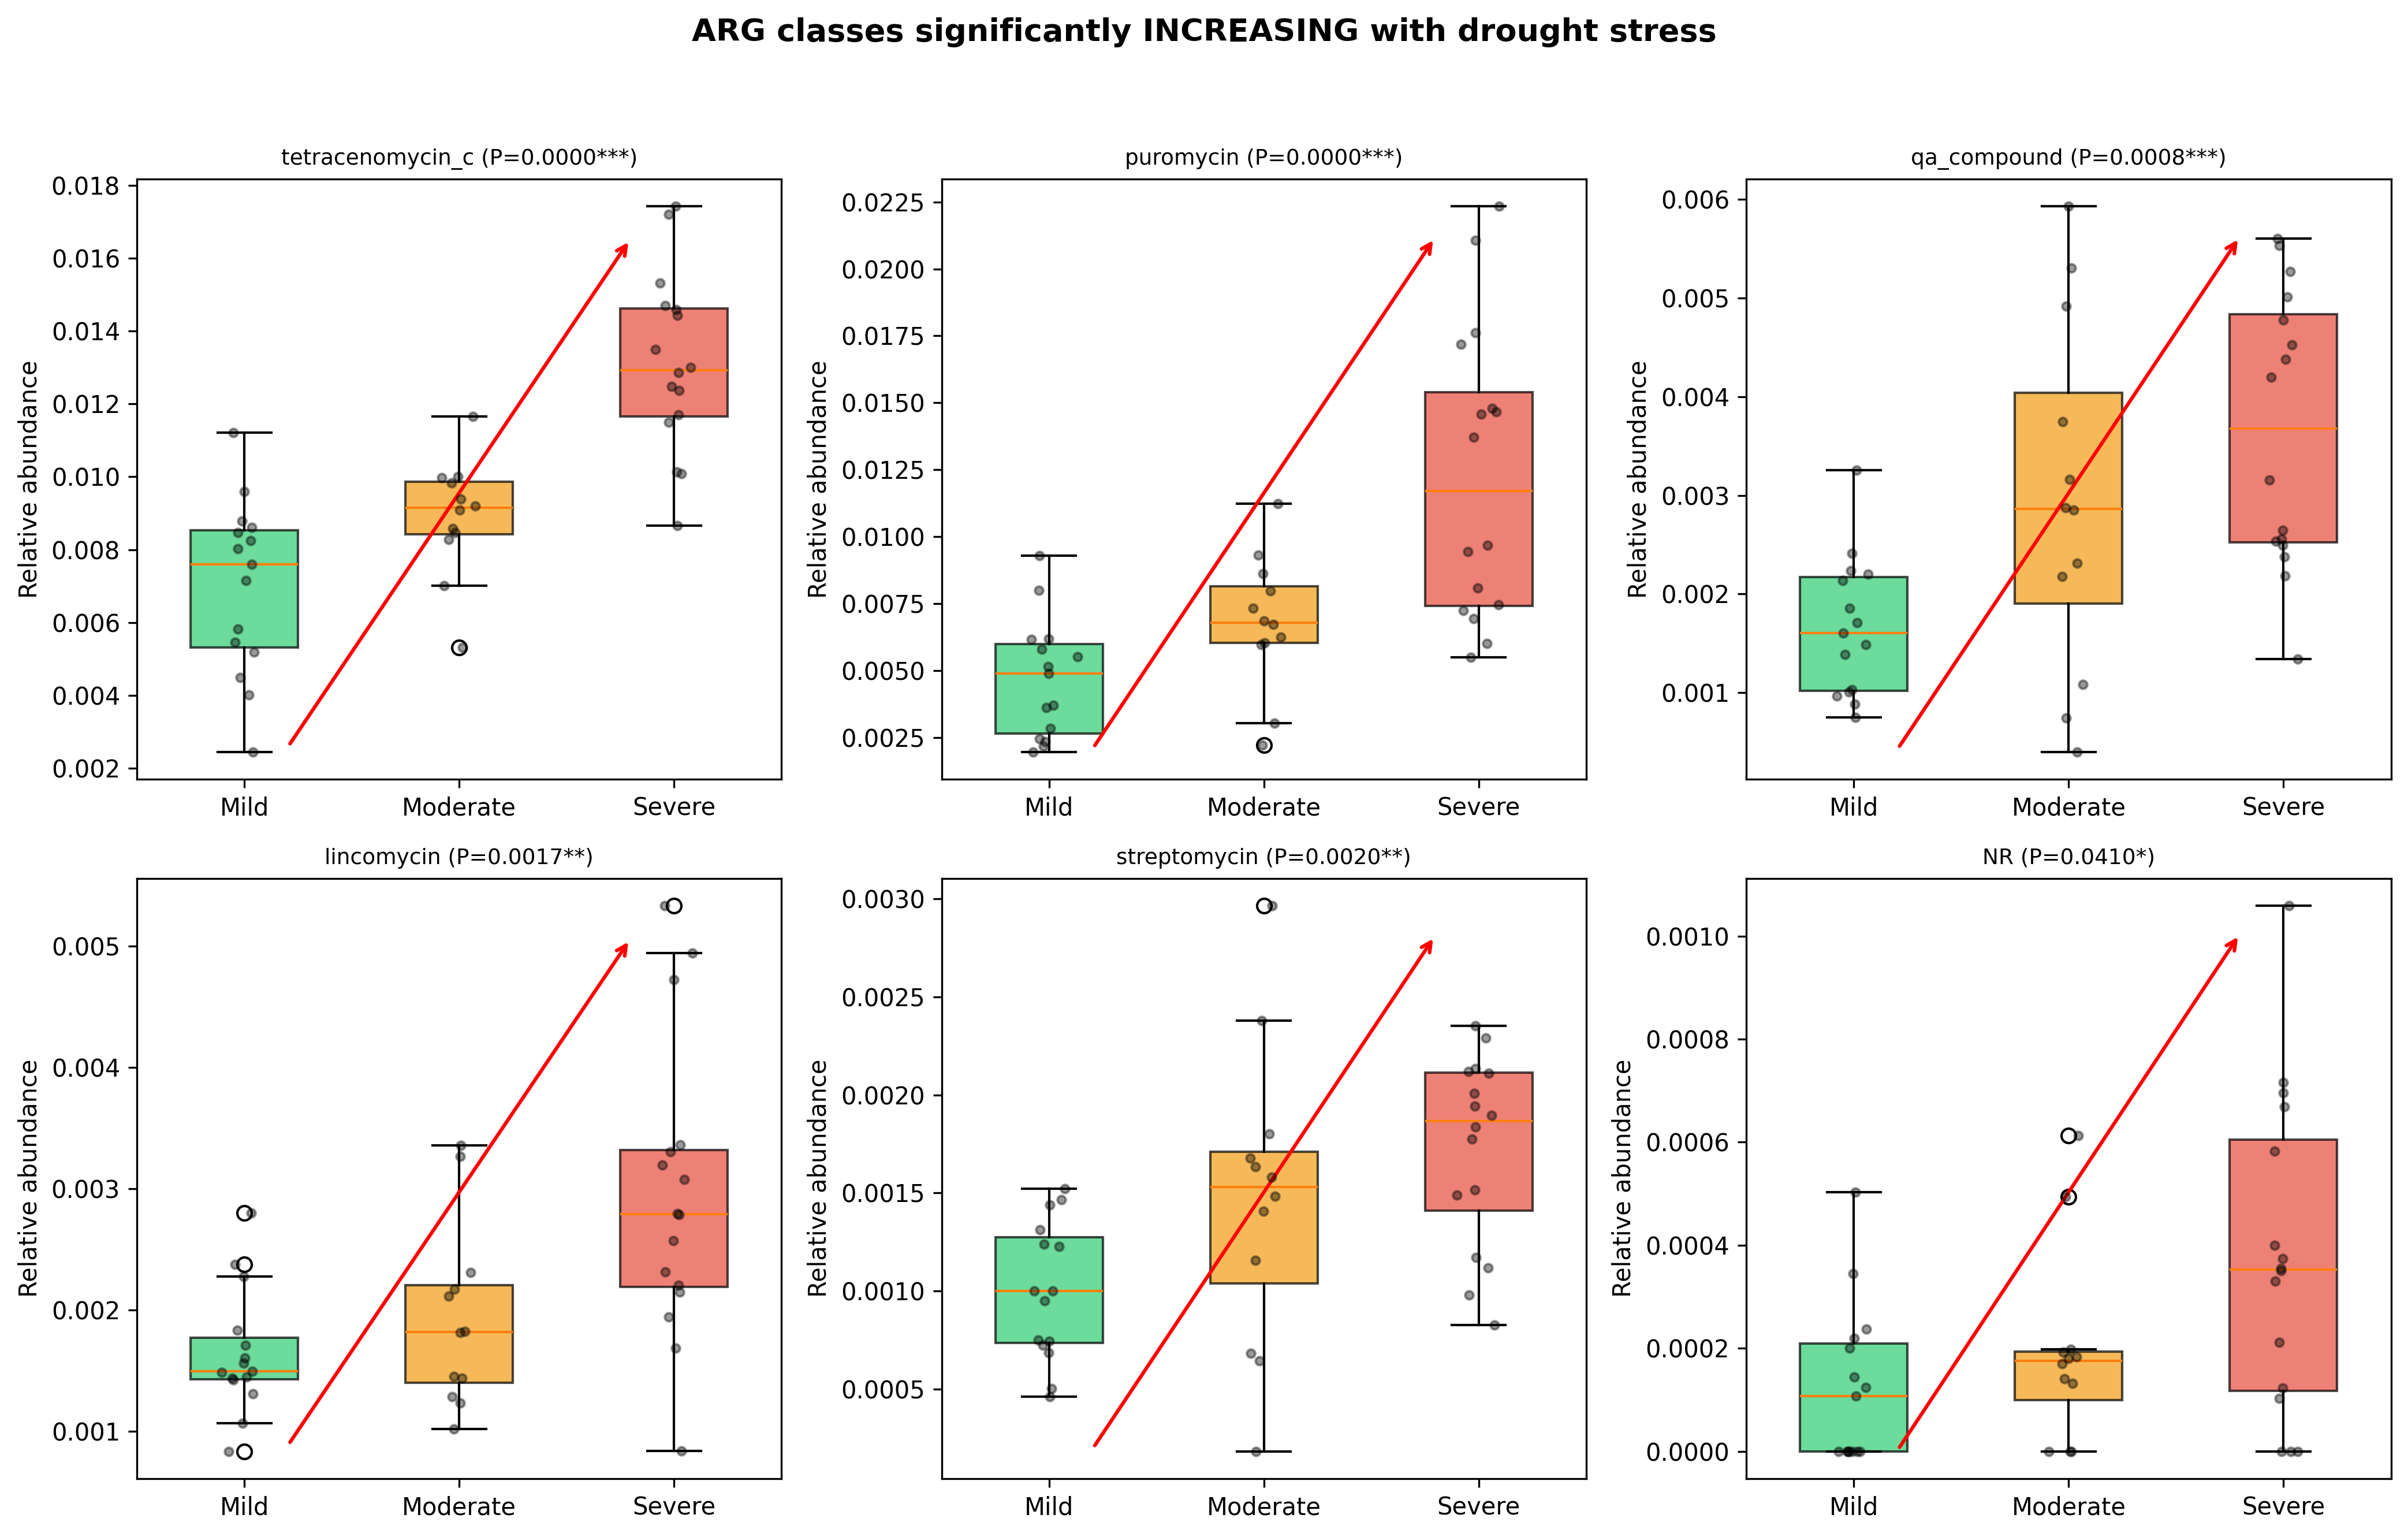 ARG classes significantly INCREASING with drought stress
tetracenomycin_c (P=0.0000***)
Relative abundance
0.018
0.016
0.014
0.012
0.010
0.008
0.006
0.004
0.002
Mild Moderate Severe
puromycin (P=0.0000***)
Relative abundance
0.0225
0.0200
0.0175
0.0150
0.0125
0.0100
0.0075
0.0050
0.0025
Mild Moderate Severe
qa_compound (P=0.0008***)
Relative abundance
0.006
0.005
0.004
0.003
0.002
0.001
Mild Moderate Severe
lincomycin (P=0.0017**)
Relative abundance
0.005
0.004
0.003
0.002
0.001
Mild Moderate Severe
streptomycin (P=0.0020**)
Relative abundance
0.0030
0.0025
0.0020
0.0015
0.0010
0.0005
Mild Moderate Severe
NR (P=0.0410*)
Relative abundance
0.0010
0.0008
0.0006
0.0004
0.0002
0.0000
Mild Moderate Severe